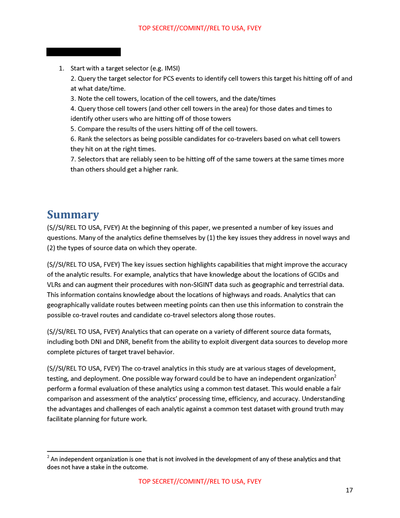 TOP SECRET//COMINT//REL TO USA, FVEY
1. Start with a target selector (e.g. IMSI)
2. Query the target selector for PCS events to identify cell towers this target his hitting off of and
at what date/time.
3. Note the cell towers, location of the cell towers, and the date/times
4. Query those cell towers (and other cell towers in the area) for those dates and times to
identify other users who are hitting off of those towers
5. Compare the results of the users hitting off of the cell towers.
6. Rank the selectors as being possible candidates for co-travelers based on what cell towers
they hit on at the right times.
7. Selectors that are reliably seen to be hitting off of the same towers at the same times more
than others should get a higher rank.
Summary
(S//SI//REL TO USA, FVEY) At the beginning of this paper, we presented a number of key issues and
questions. Many of the analytics define themselves by (1) the key issues they address in novel ways and
(2) the types of source data on which they operate.
(S//SI//REL TO USA, FVEY) The key issues section highlights capabilities that might improve the accuracy
of the analytic results. For example, analytics that have knowledge about the locations of GCIDs and
VLRs and can augment their procedures with non-SIGINT data such as geographic and terrestrial data.
This information contains knowledge about the locations of highways and roads. Analytics that can
geographically validate routes between meeting points can then use this information to constrain the
possible co-travel routes and candidate co-travel selectors along those routes.
(S//SI//REL TO USA, FVEY) Analytics that can operate on a variety of different source data formats,
including both DNI and DNR, benefit from the ability to exploit divergent data sources to develop more
complete pictures of target travel behavior.
(S//SI//REL TO USA, FVEY) The co-travel analytics in this study are at various stages of development,
testing, and deployment. One possible way forward could be to have an independent organization2
perform a formal evaluation of these analytics using a common test dataset. This would enable a fair
comparison and assessment of the analytics' processing time, efficiency, and accuracy. Understanding
the advantages and challenges of each analytic against a common test dataset with ground truth may
facilitate planning for future work.
2 An independent organization is one that is not involved in the development of any of these analytics and that
does not have a stake in the outcome.
TOP SECRET//COMINT//REL TO USA, FVEY
17